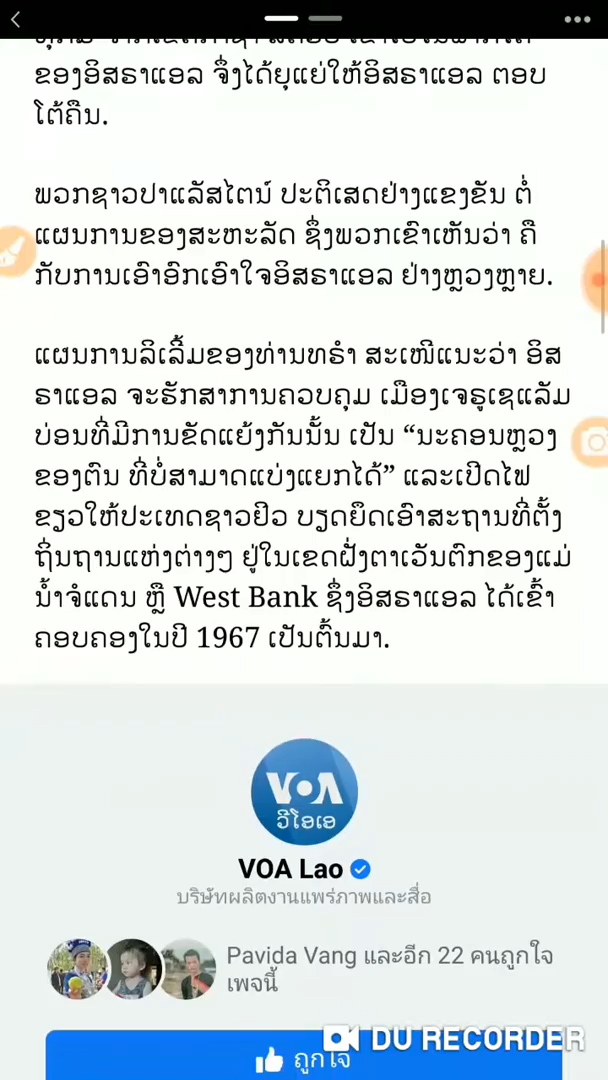 ຂອງອິສຣາແອລ ຈຶ່ງໄດ້ຍຸແຍ່ໃຫ້ອິສຣາແອລ ຕອບ
ໂຕ້ຄືນ.
ພວກຊາວປາແລັສໄຕນ໌ ປະຕິເສດຢ່າງແຂງຂັນ ຕໍ່
ແຜນການຂອງສະຫະລັດ ຊຶ່ງພວກເຂົາເຫັນວ່າ ຄື
ກັບການເອົາອົກເອົາໃຈອິສຣາແອລ ຢ່າງຫຼວງຫຼາຍ.
ແຜນການລິເລີ້ມຂອງທ່ານທຣຳ ສະເໜີແນະວ່າ ອິສ
ຣາແອລ ຈະຮັກສາການຄວບຄຸມ ເມືອງເຈຣູເຊແລັມ
ບ່ອນທີ່ມີການຂັດແຍ້ງກັນນັ້ນ ເປັນ “ນະຄອນຫຼວງ
ຂອງຕົນ ທີ່ບໍ່ສາມາດແບ່ງແຍກໄດ້” ແລະເປີດໄຟ
ຂຽວໃຫ້ປະເທດຊາວຢິວ ບຽດຍຶດເອົາສະຖານທີ່ຕັ້ງ
ຖິ່ນຖານແຫ່ງຕ່າງໆ ຢູ່ໃນເຂດຝັ່ງຕາເວັນຕົກຂອງແມ່
ນ້ຳຈໍແດນ ຫຼື West Bank ຊຶ່ງອິສຣາແອລ ໄດ້ເຂົ້າ
ຄອບຄອງໃນປີ 1967 ເປັນຕົ້ນມາ.
VOA
ວີໂອເອ
VOA Lao
บริษัทผลิตงานแพร่ภาพและสื่อ
Pavida Vang และอีก 22 คนถูกใจ
เพจนี้
ถูกใจ
DU RECORDER